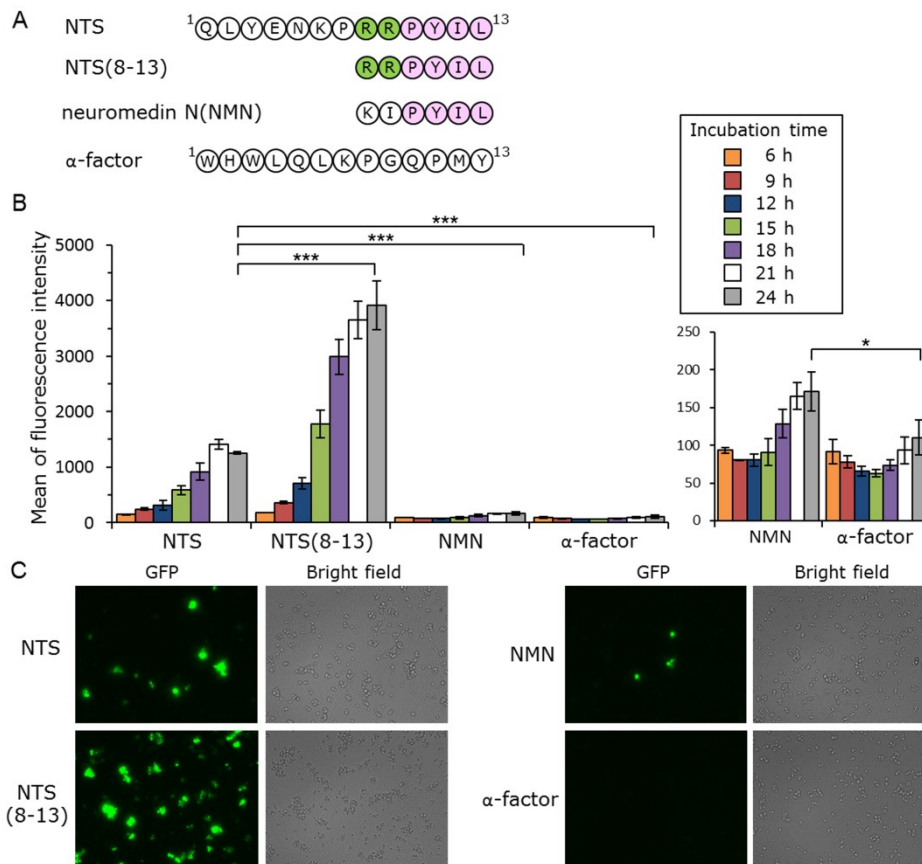 A
NTS
1 Q L Y E N K P R R P Y I L 13
NTS(8-13)
R R P Y I L
neuromedin N(NMN)
K I P Y I L
α-factor
1 W H W L Q L K P G Q P M Y 13
Incubation time
6 h
9 h
12 h
15 h
18 h
21 h
24 h
B
Mean of fluorescence intensity
5000
4000
3000
2000
1000
0
***
***
***
NTS
NTS(8-13)
NMN
α-factor
250
200
150
100
50
0
*
NMN
α-factor
C
GFP
Bright field
NTS
NTS
(8-13)
GFP
Bright field
NMN
α-factor